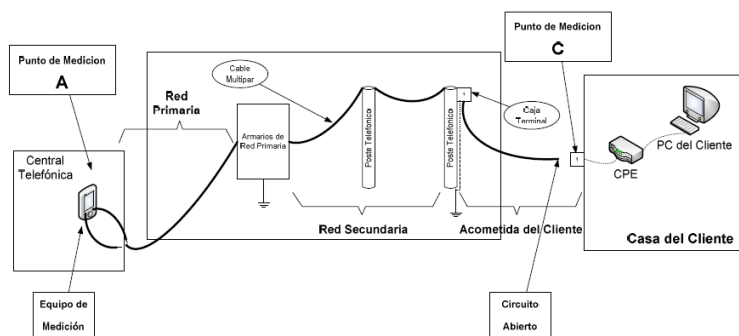 Punto de Medicion
A
Punto de Medicion
C
Cable
Multipar
Red
Primaria
Caja
Terminal
Armarios de
Red Primaria
Poste Telefonico
Poste Telefonico
1
1
PC del Cliente
CPE
Central
Telefónica
Red Secundaria
Acometida del Cliente
Casa del Cliente
Equipo de
Medición
Circuito
Abierto